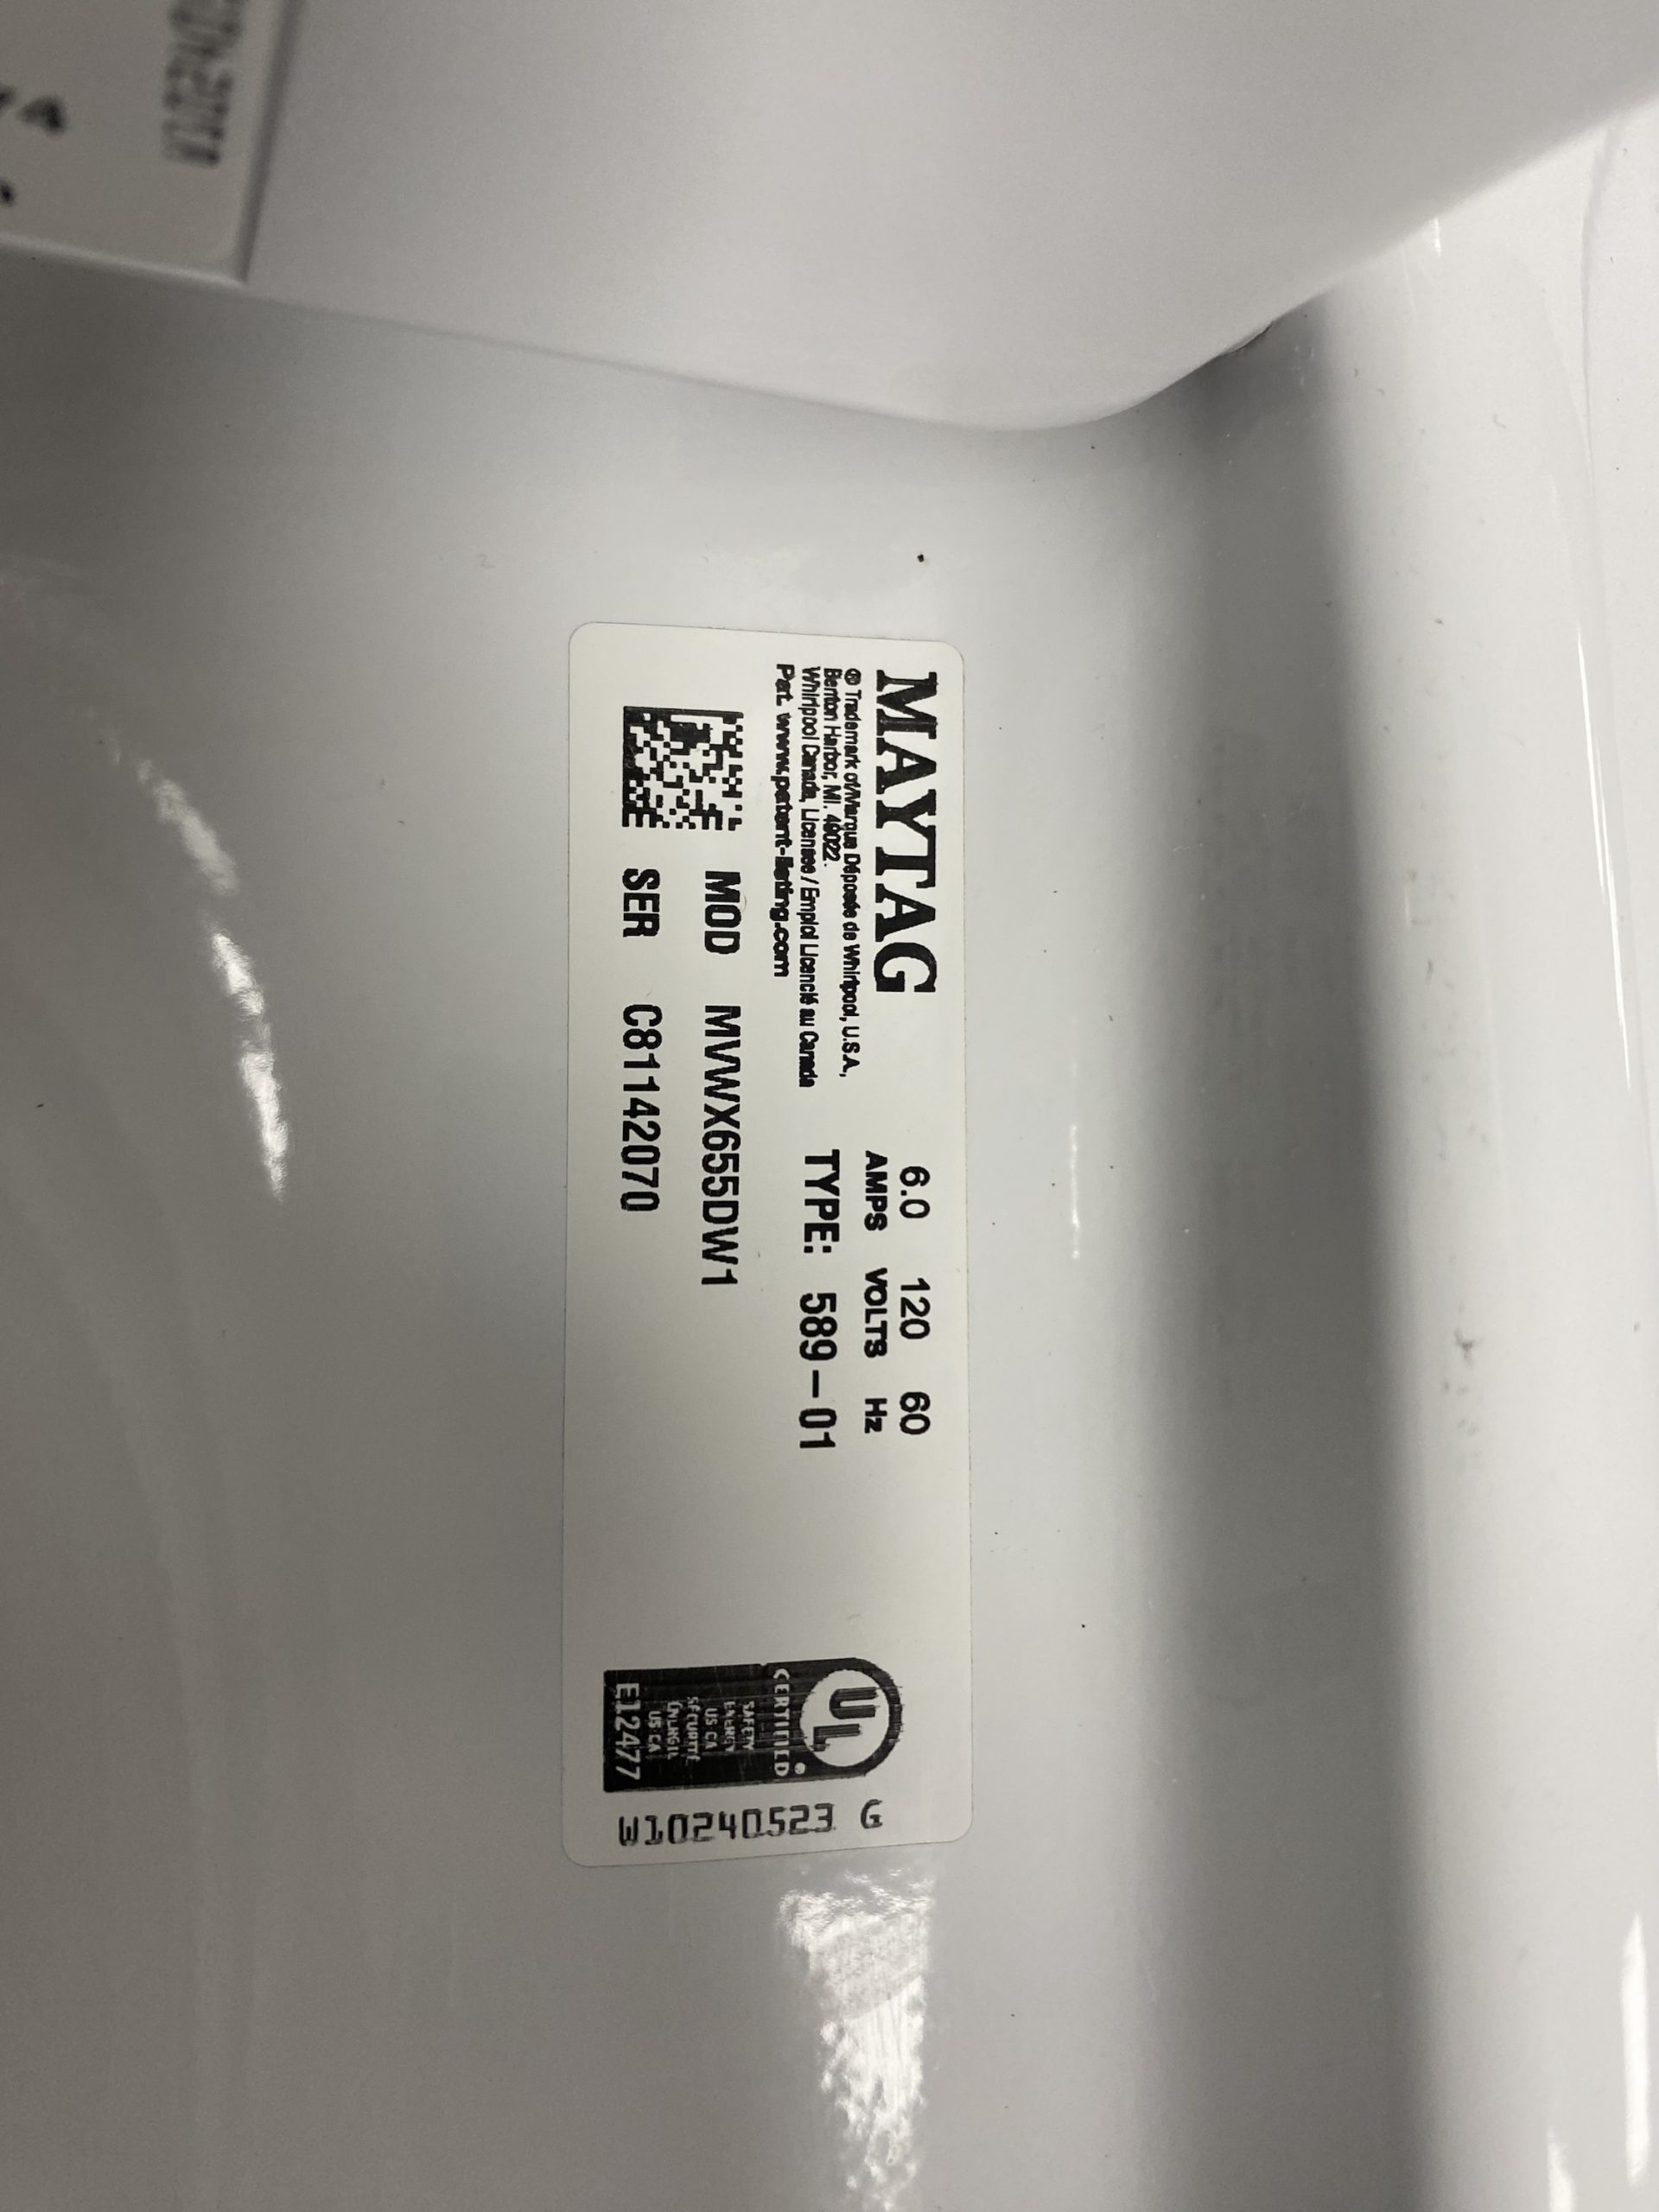 MAYTAG
® Trademark of/Marque Déposée de Whirlpool, U.S.A.,
Benton Harbor, MI. 49022.
Whirlpool Canada, Licensee / Emploi Licencié au Canada
Pat. www.patent-listing.com
6.0 120 60
AMPS VOLTS Hz
TYPE: 589-01
MOD MVWX655DW1
SER C81142070
UL
CERTIFIED®
SAFETY
ENERGY
US CA
SÉCURITÉ
ÉNERGIE
US CA
E12477
W10240523 G